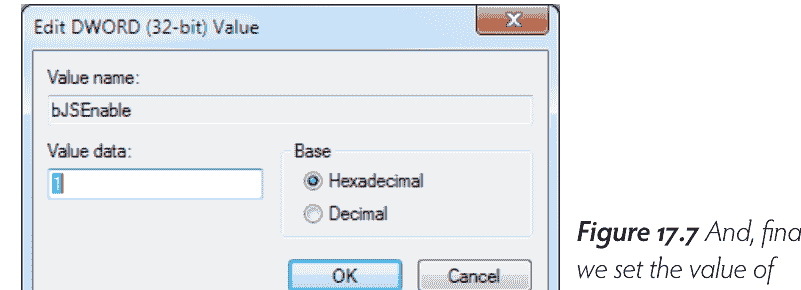 Edit DWORD (32-bit) Value
Value name:
bJSEnable
Value data:
1
Base
Hexadecimal
Decimal
OK
Cancel
Figure 17.7 And, fina
we set the value of